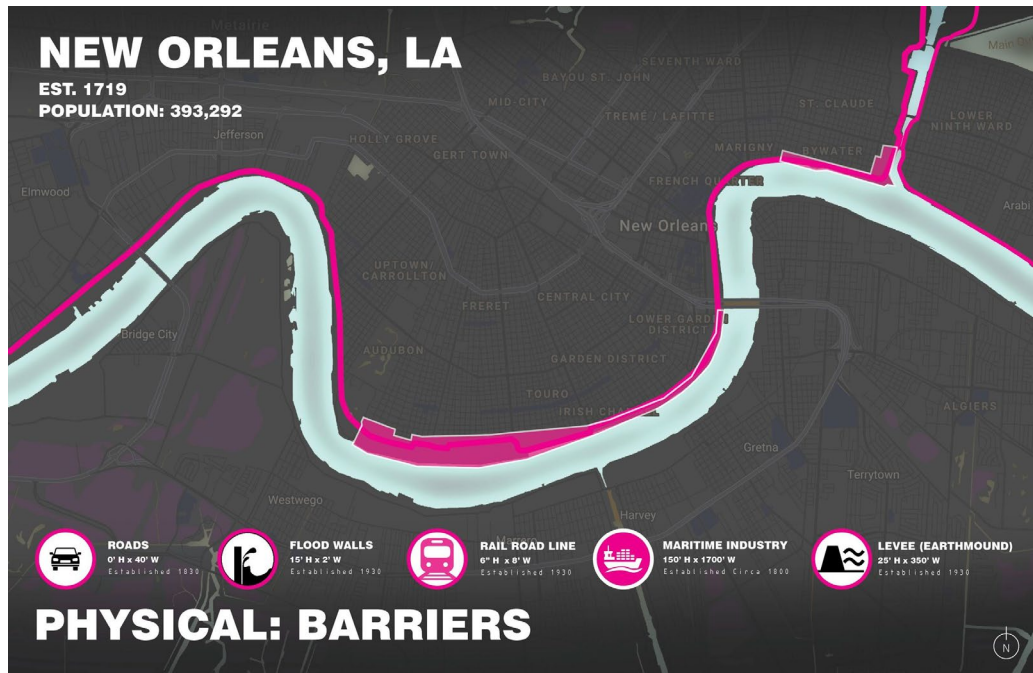 Metairie
NEW ORLEANS, LA
EST. 1719
POPULATION: 393,292
SEVENTH WARD
BAYOU ST. JOHN
MID-CITY
ST. CLAUDE
TREME / LAFITTE
LOWER
NINTH WARD
Jefferson
HOLLY GROVE
GERT TOWN
MARIGNY
BYWATER
Elmwood
FRENCH QUARTER
Arabi
New Orleans
UPTOWN/
CARROLLTON
CENTRAL CITY
FRERET
LOWER GARDEN
DISTRICT
Bridge City
AUDUBON
GARDEN DISTRICT
TOURO
IRISH CHANNEL
ALGIERS
Gretna
Terrytown
Westwego
Harvey
Marrero
ROADS
0' H x 40' W
Established 1830
FLOOD WALLS
15' H x 2' W
Established 1930
RAIL ROAD LINE
6" H x 8' W
Established 1930
MARITIME INDUSTRY
150' H x 1700' W
Established Circa 1800
LEVEE (EARTHMOUND)
25' H x 350' W
Established 1930
PHYSICAL: BARRIERS
N